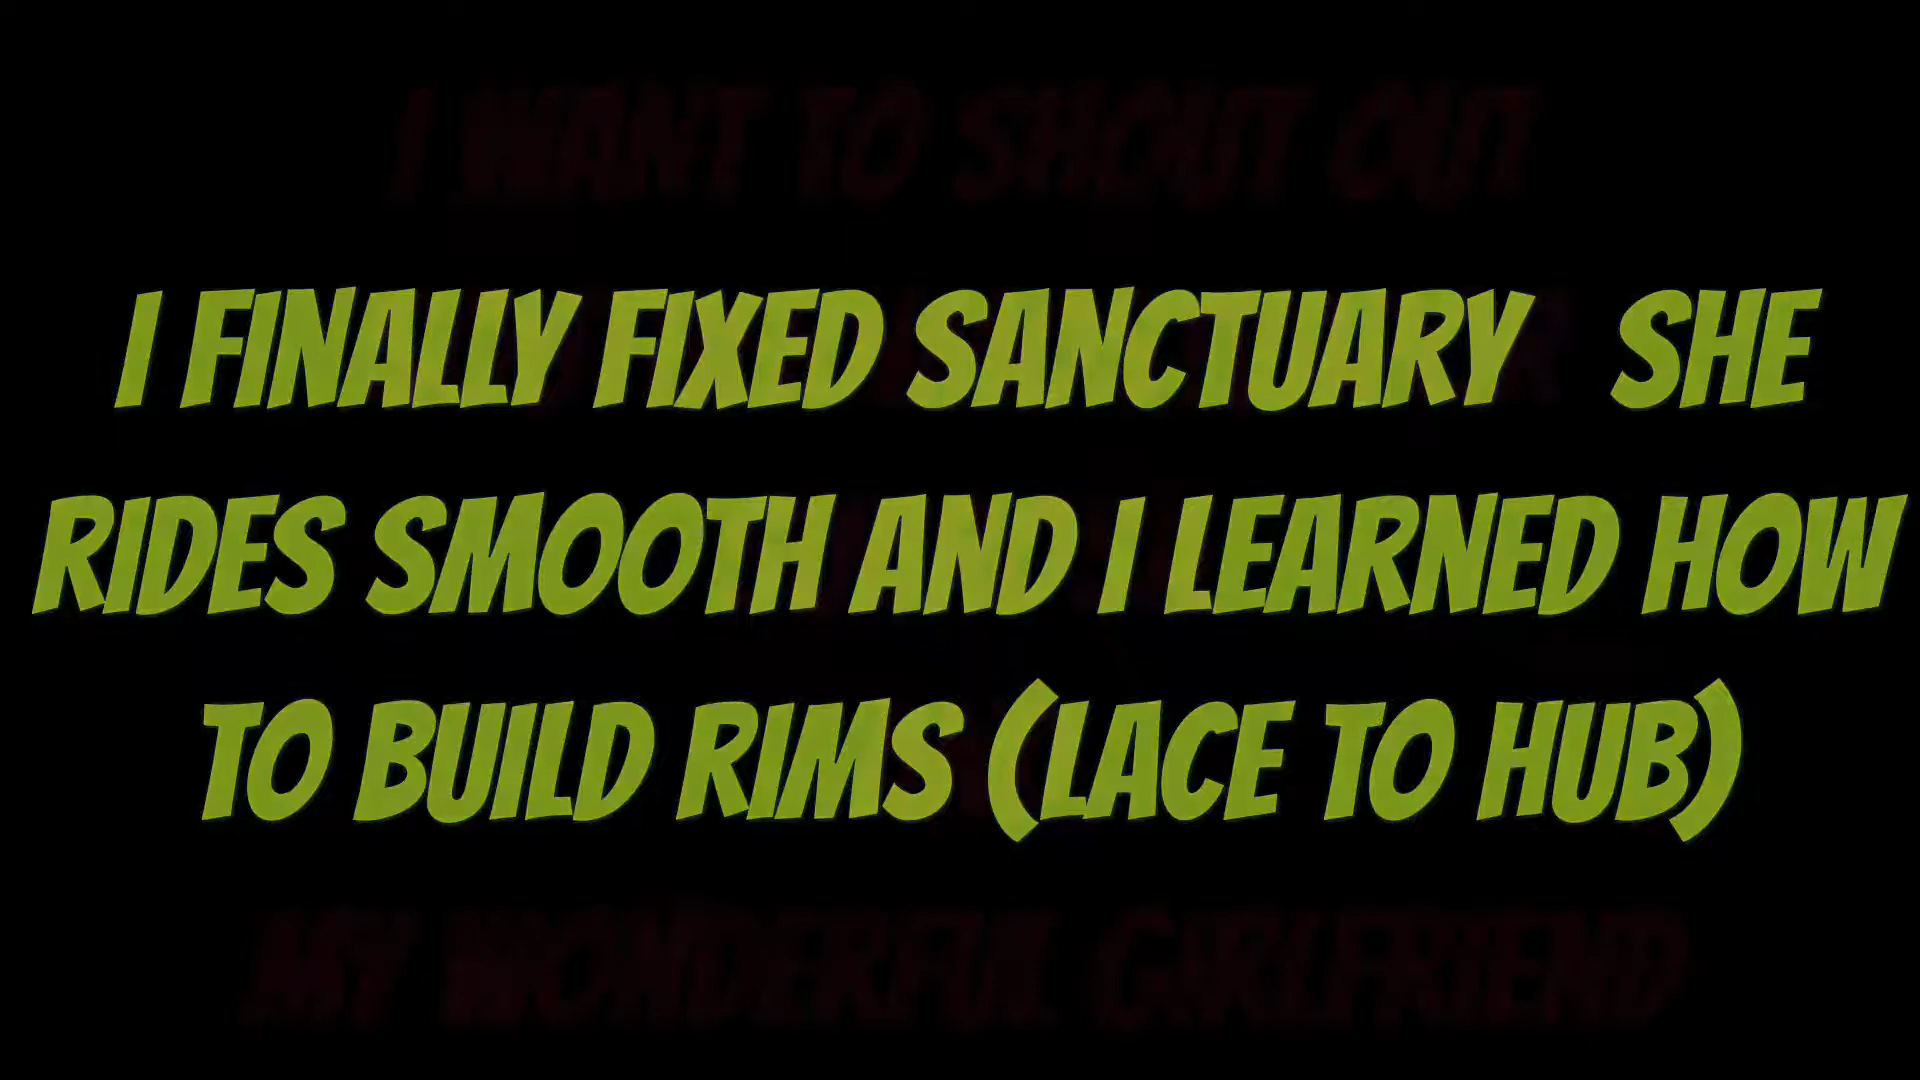 I WANT TO SHOUT OUT
I FINALLY FIXED SANCTUARY   SHE
RIDES SMOOTH AND I LEARNED HOW
TO BUILD RIMS (LACE TO HUB)
MY WONDERFUL GIRLFRIEND